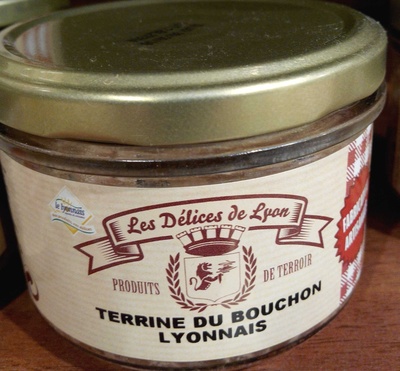 Les Délices de Lyon
PRODUITS DE TERROIR
TERRINE DU BOUCHON
LYONNAIS